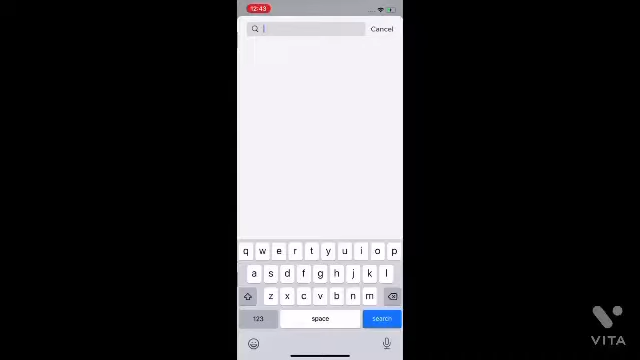 12:43
Cancel
q w e r t y u i o p
a s d f g h j k l
z x c v b n m
123 space search
VITA